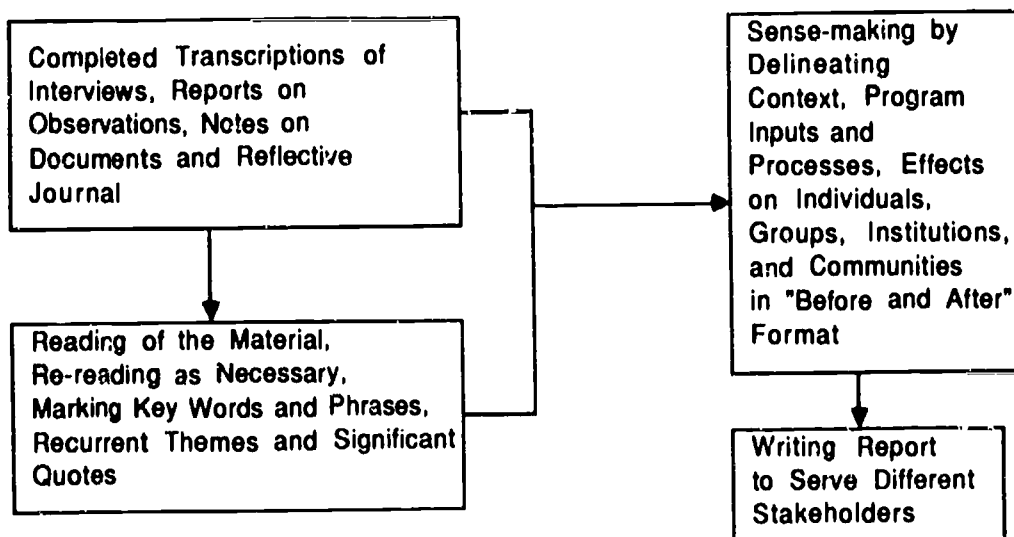 Completed Transcriptions of
Interviews, Reports on
Observations, Notes on
Documents and Reflective
Journal
Reading of the Material,
Re-reading as Necessary,
Marking Key Words and Phrases,
Recurrent Themes and Significant
Quotes
Sense-making by
Delineating
Context, Program
Inputs and
Processes, Effects
on Individuals,
Groups, Institutions,
and Communities
in "Before and After"
Format
Writing Report
to Serve Different
Stakeholders